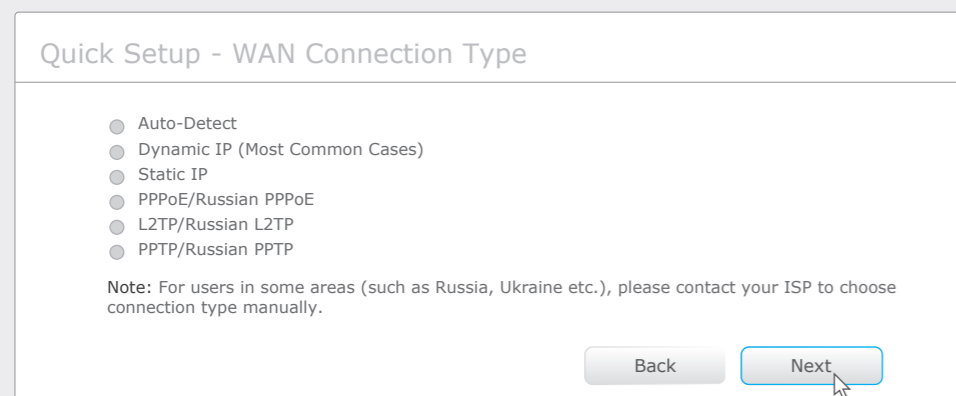 Quick Setup - WAN Connection Type
Auto-Detect
Dynamic IP (Most Common Cases)
Static IP
PPPoE/Russian PPPoE
L2TP/Russian L2TP
PPTP/Russian PPTP
Note: For users in some areas (such as Russia, Ukraine etc.), please contact your ISP to choose
connection type manually.
Back Next